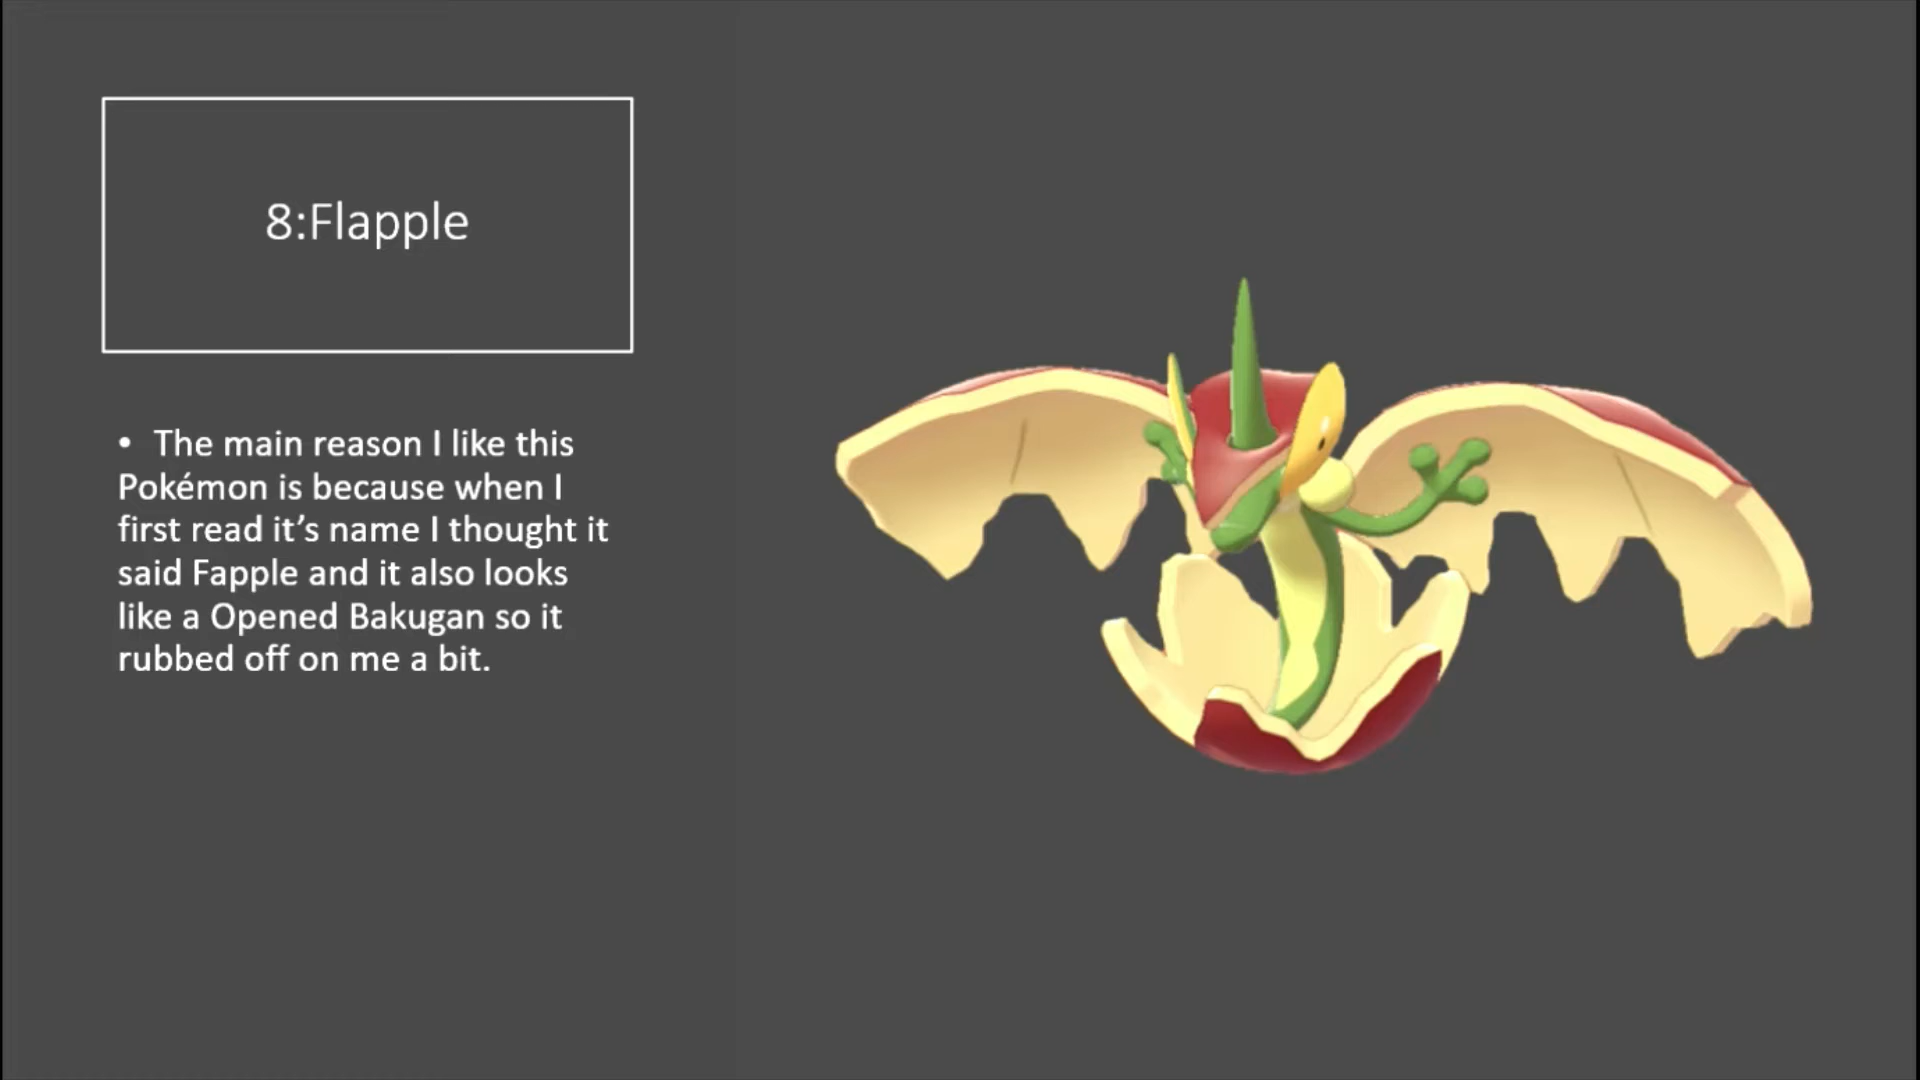 8:Flapple
• The main reason I like this
Pokémon is because when I
first read it’s name I thought it
said Fapple and it also looks
like a Opened Bakugan so it
rubbed off on me a bit.